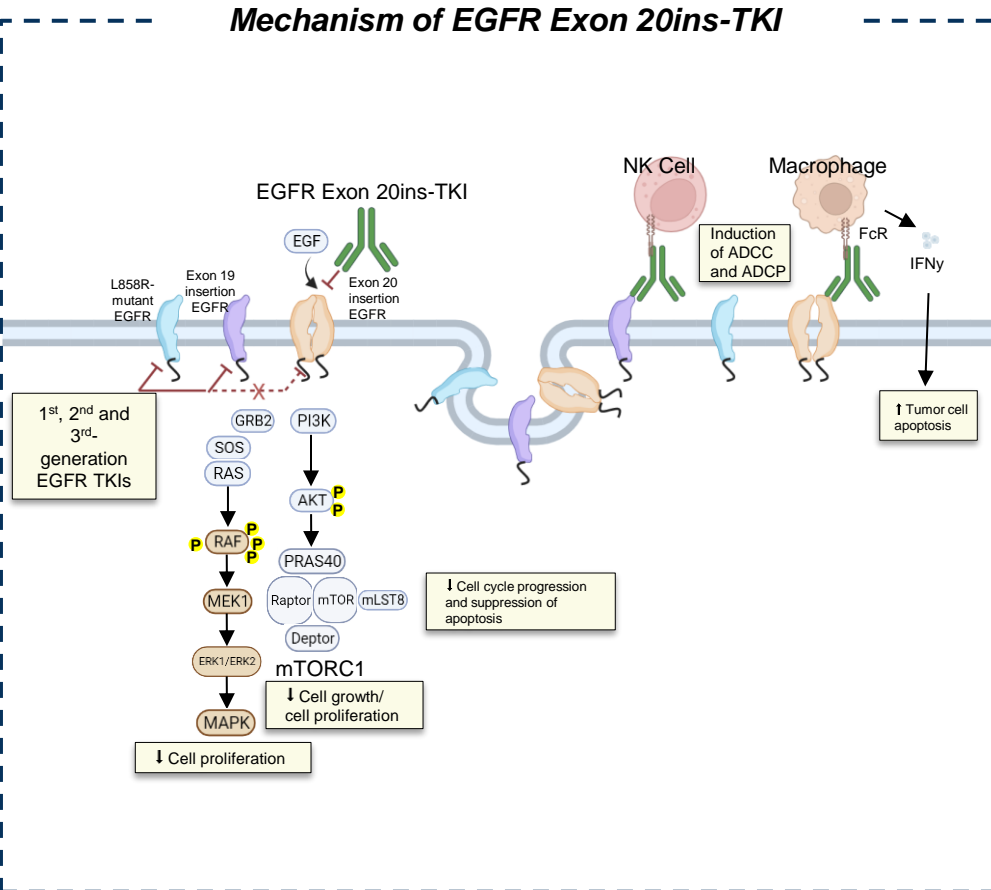 Mechanism of EGFR Exon 20ins-TKI
NK Cell
Macrophage
EGFR Exon 20ins-TKI
EGF
FcR
Induction
of ADCC
and ADCP
IFNy
L858R-
mutant
EGFR
Exon 19
insertion
EGFR
Exon 20
insertion
EGFR
X
1st, 2nd and
3rd-
generation
EGFR TKIs
GRB2
PI3K
SOS
RAS
AKT
P
P
P
RAF
P
P
P
PRAS40
MEK1
Raptor
mTOR
mLST8
Deptor
ERK1/ERK2
mTORC1
MAPK
↓ Cell growth/
cell proliferation
↓ Cell proliferation
↓ Cell cycle progression
and suppression of
apoptosis
↑ Tumor cell
apoptosis